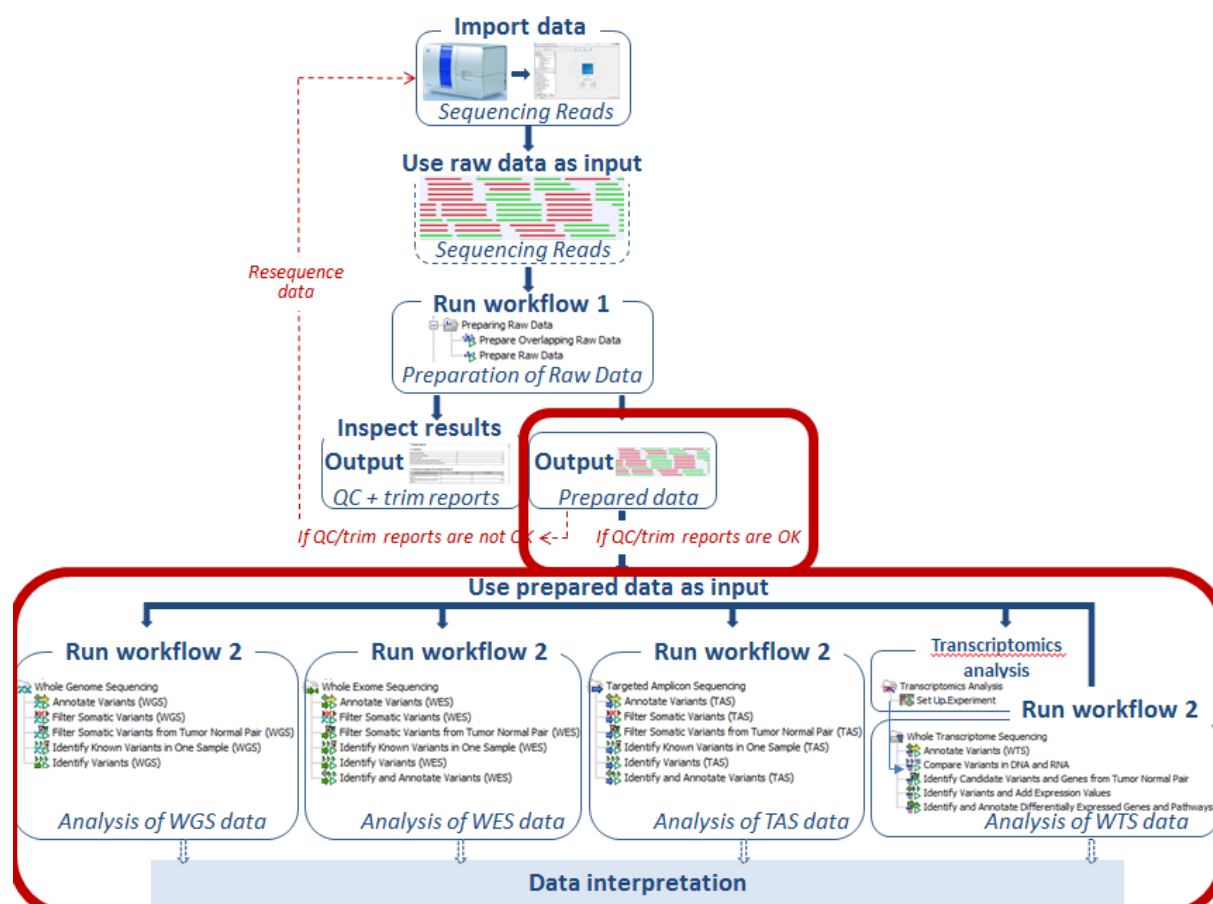 Import data
Sequencing Reads
Use raw data as input
Sequencing Reads
Resequence
data
Run workflow 1
Preparing Raw Data
Prepare Overlapping Raw Data
Prepare Raw Data
Preparation of Raw Data
Inspect results
Output
QC + trim reports
Output
Prepared data
If QC/trim reports are not OK
If QC/trim reports are OK
Use prepared data as input
Run workflow 2
Whole Genome Sequencing
Annotate Variants (WGS)
Filter Somatic Variants (WGS)
Filter Somatic Variants from Tumor Normal Pair (WGS)
Identify Known Variants in One Sample (WGS)
Identify Variants (WGS)
Analysis of WGS data
Run workflow 2
Whole Exome Sequencing
Annotate Variants (WES)
Filter Somatic Variants (WES)
Filter Somatic Variants from Tumor Normal Pair (WES)
Identify Known Variants in One Sample (WES)
Identify Variants (WES)
Identify and Annotate Variants (WES)
Analysis of WES data
Run workflow 2
Targeted Amplicon Sequencing
Annotate Variants (TAS)
Filter Somatic Variants (TAS)
Filter Somatic Variants from Tumor Normal Pair (TAS)
Identify Known Variants in One Sample (TAS)
Identify Variants (TAS)
Identify and Annotate Variants (TAS)
Analysis of TAS data
Transcriptomics
analysis
Transcriptomics Analysis
Set Up Experiment
Run workflow 2
Whole Transcriptome Sequencing
Annotate Variants (WTS)
Compare Variants in DNA and RNA
Identify Candidate Variants and Genes from Tumor Normal Pair
Identify Variants and Add Expression Values
Identify and Annotate Differentially Expressed Genes and Pathways
Analysis of WTS data
Data interpretation